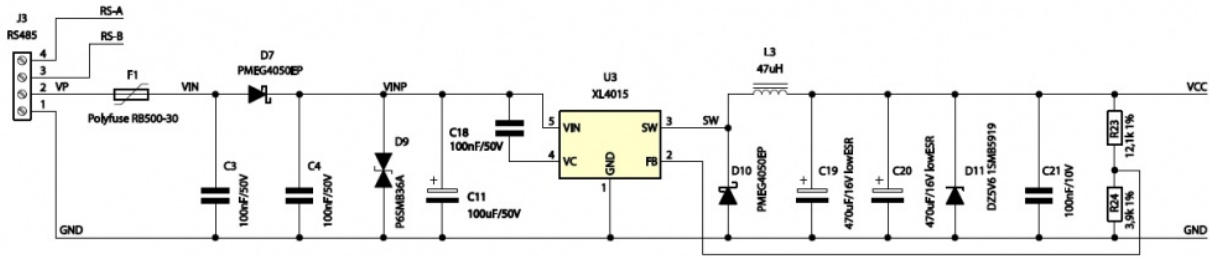 J3
RS485
RS-A
RS-B
4
3
2
1
VP
F1
Polyfuse RB500-30
VIN
D7
PMEG4050EP
VINP
C3
100nF/50V
C4
100nF/50V
D9
P6SMB36A
C11
100uF/50V
C18
100nF/50V
U3
XL4015
5
VIN
4
VC
GND
1
SW
3
FB
2
SW
L3
47uH
D10
PMEG4050EP
C19
470uF/16V lowESR
C20
470uF/16V lowESR
D11
DZ5V6 1SMB5919
C21
100nF/10V
VCC
R23
12,1k 1%
R24
3,9k 1%
GND
GND
+
+
+